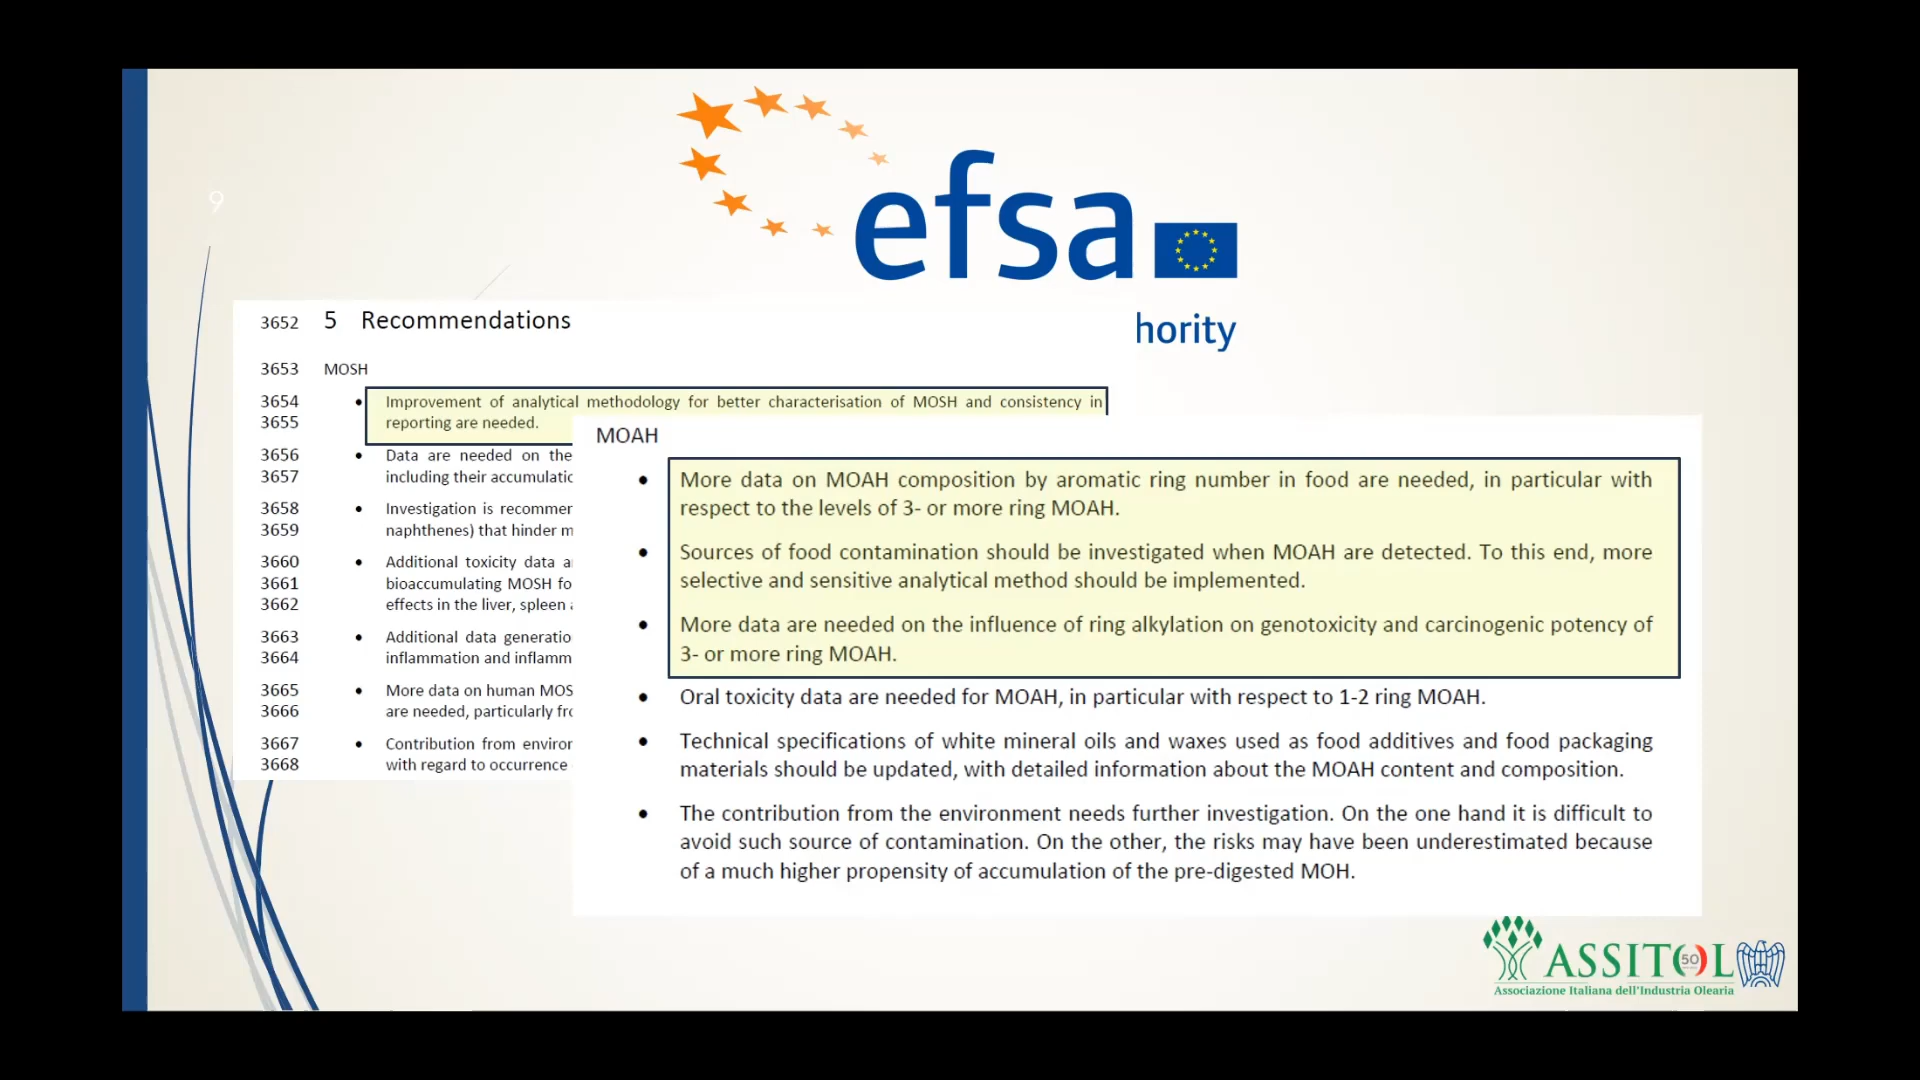 9
efsa
hority
3652 5 Recommendations
3653 MOSH
3654 • Improvement of analytical methodology for better characterisation of MOSH and consistency in
3655 reporting are needed.
3656 • Data are needed on the
3657 including their
3658 • Investigation is
3659 naphthenes) that hinder
3660 • Additional toxicity data
3661 bioaccumulating MOSH
3662 effects in the liver, spleen
3663 • Additional data
3664 inflammation and
3665 • More data on human
3666 are needed, particularly
3667 • Contribution from
3668 with regard to occurrence
MOAH
• More data on MOAH composition by aromatic ring number in food are needed, in particular with
respect to the levels of 3- or more ring MOAH.
• Sources of food contamination should be investigated when MOAH are detected. To this end, more
selective and sensitive analytical method should be implemented.
• More data are needed on the influence of ring alkylation on genotoxicity and carcinogenic potency of
3- or more ring MOAH.
• Oral toxicity data are needed for MOAH, in particular with respect to 1-2 ring MOAH.
• Technical specifications of white mineral oils and waxes used as food additives and food packaging
materials should be updated, with detailed information about the MOAH content and composition.
• The contribution from the environment needs further investigation. On the one hand it is difficult to
avoid such source of contamination. On the other, the risks may have been underestimated because
of a much higher propensity of accumulation of the pre-digested MOH.
ASSITOL
50
Associazione Italiana dell'Industria Olearia